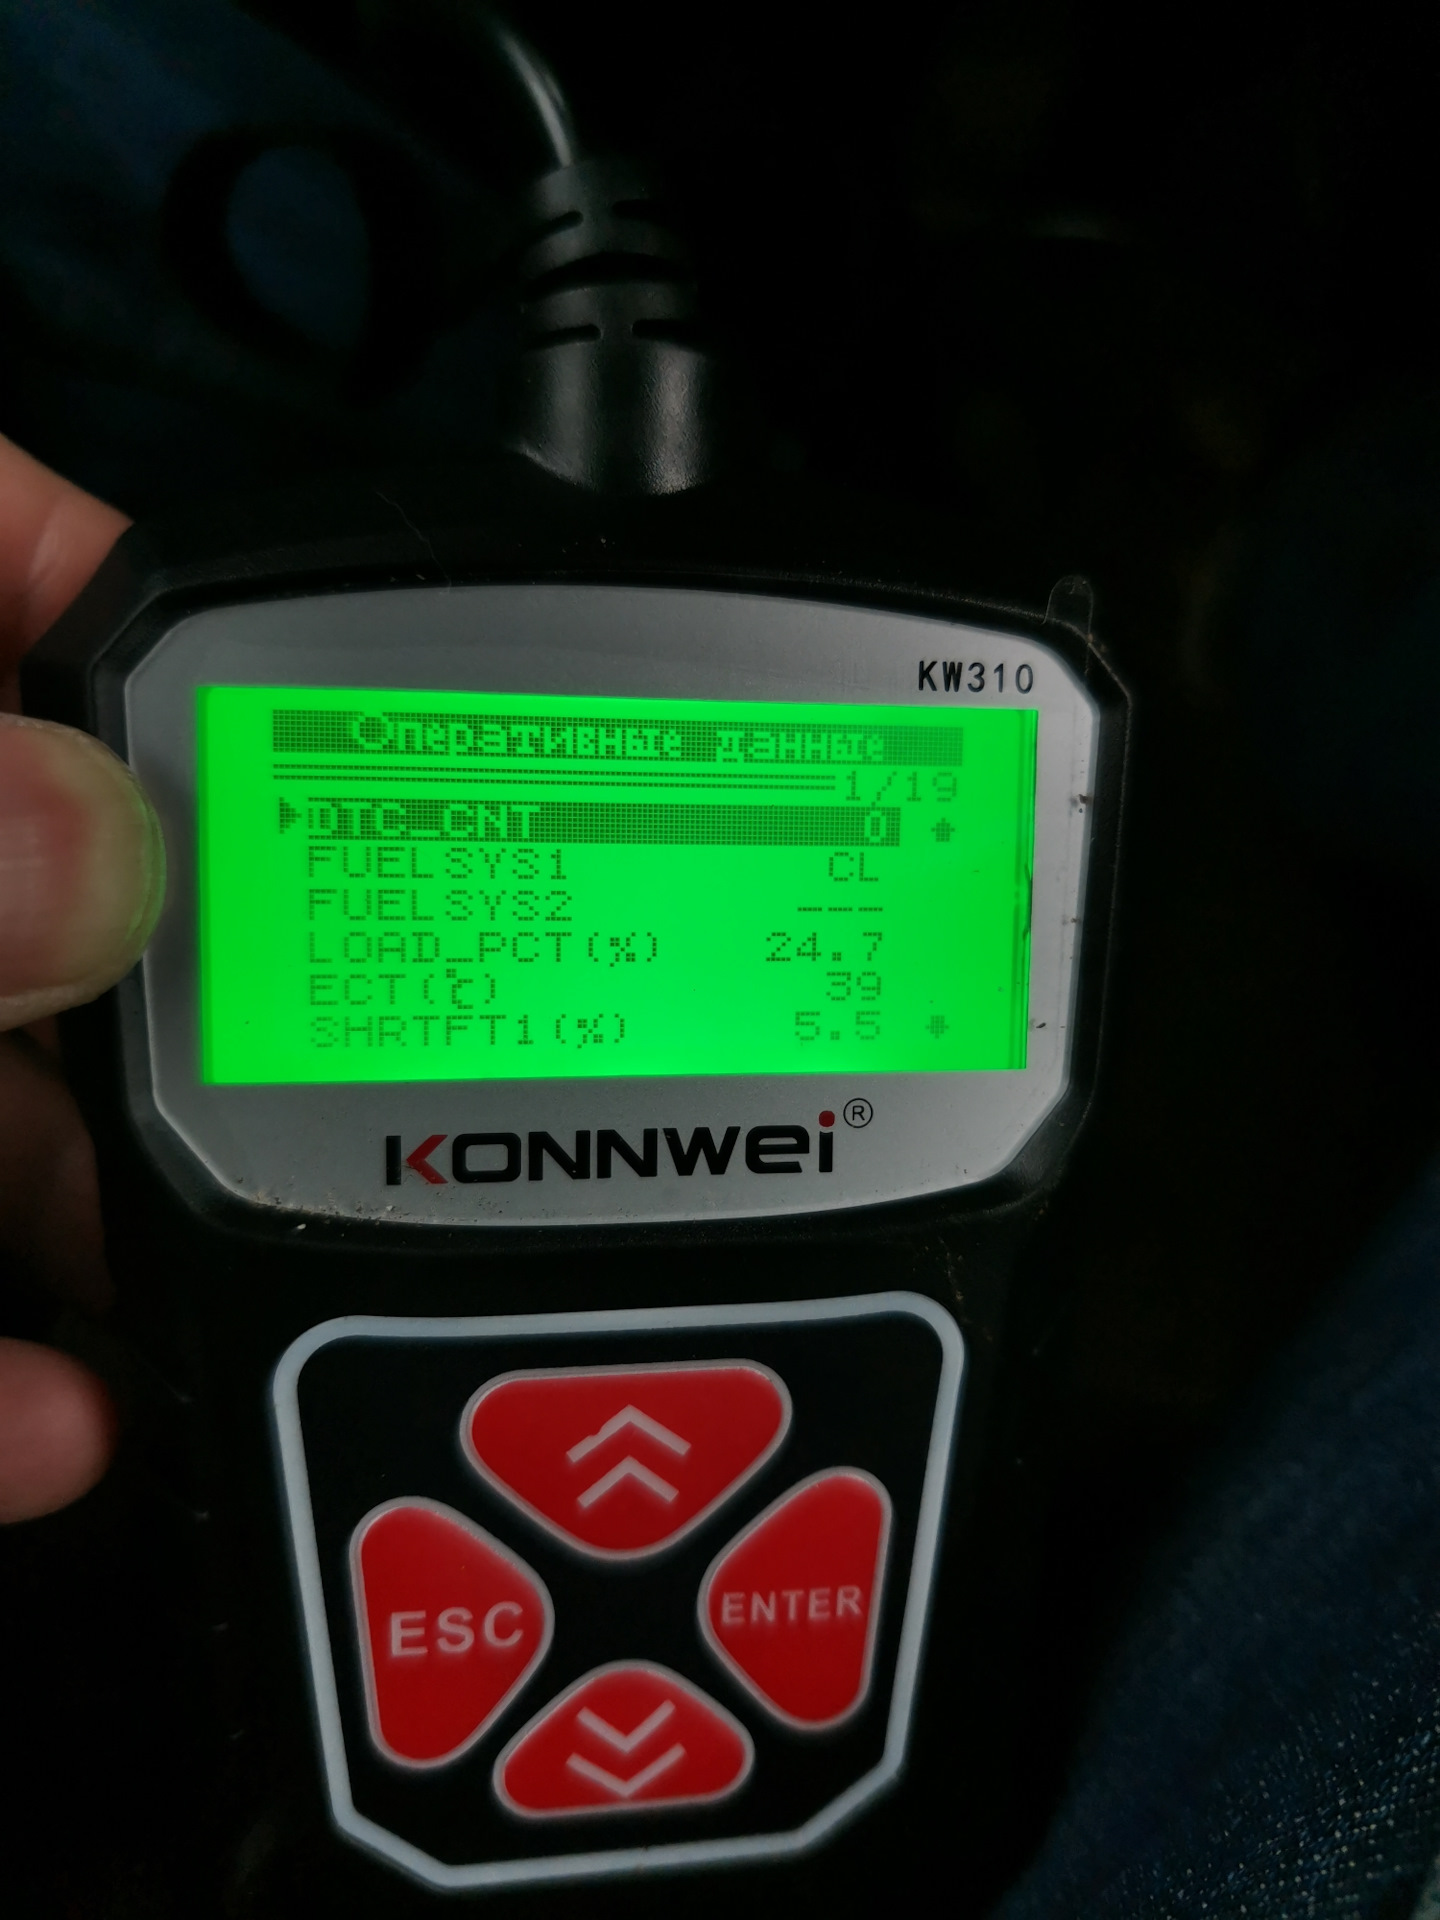 KW310
Оперативные данные
1/19
DTC_CNT 0
FUELSYS1 CL
FUELSYS2 ---
LOAD_PCT(%) 24.7
ECT(℃) 39
SHRTFT1(%) 5.5
KONNWEI®
ESC
ENTER